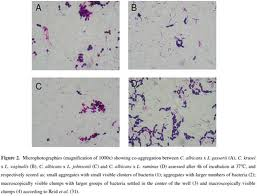 A
B
C
D
Figure 2. Microphotographies (magnification of 1000x) showing co-aggregation between C. albicans x L. gasseri (A), C. krusei
x L. vaginalis (B), C. albicans x L. johnsonii (C) and C. albicans x L. ruminus (D) assessed after 4h of incubation at 37ºC, and
respectively scored as: small aggregates with small visible clusters of bacteria (1); aggregates with larger numbers of bacteria (2);
macroscopically visible clumps with larger groups of bacteria settled in the center of the well (3) and macroscopically visible
clumps (4) according to Reid et al. (31).